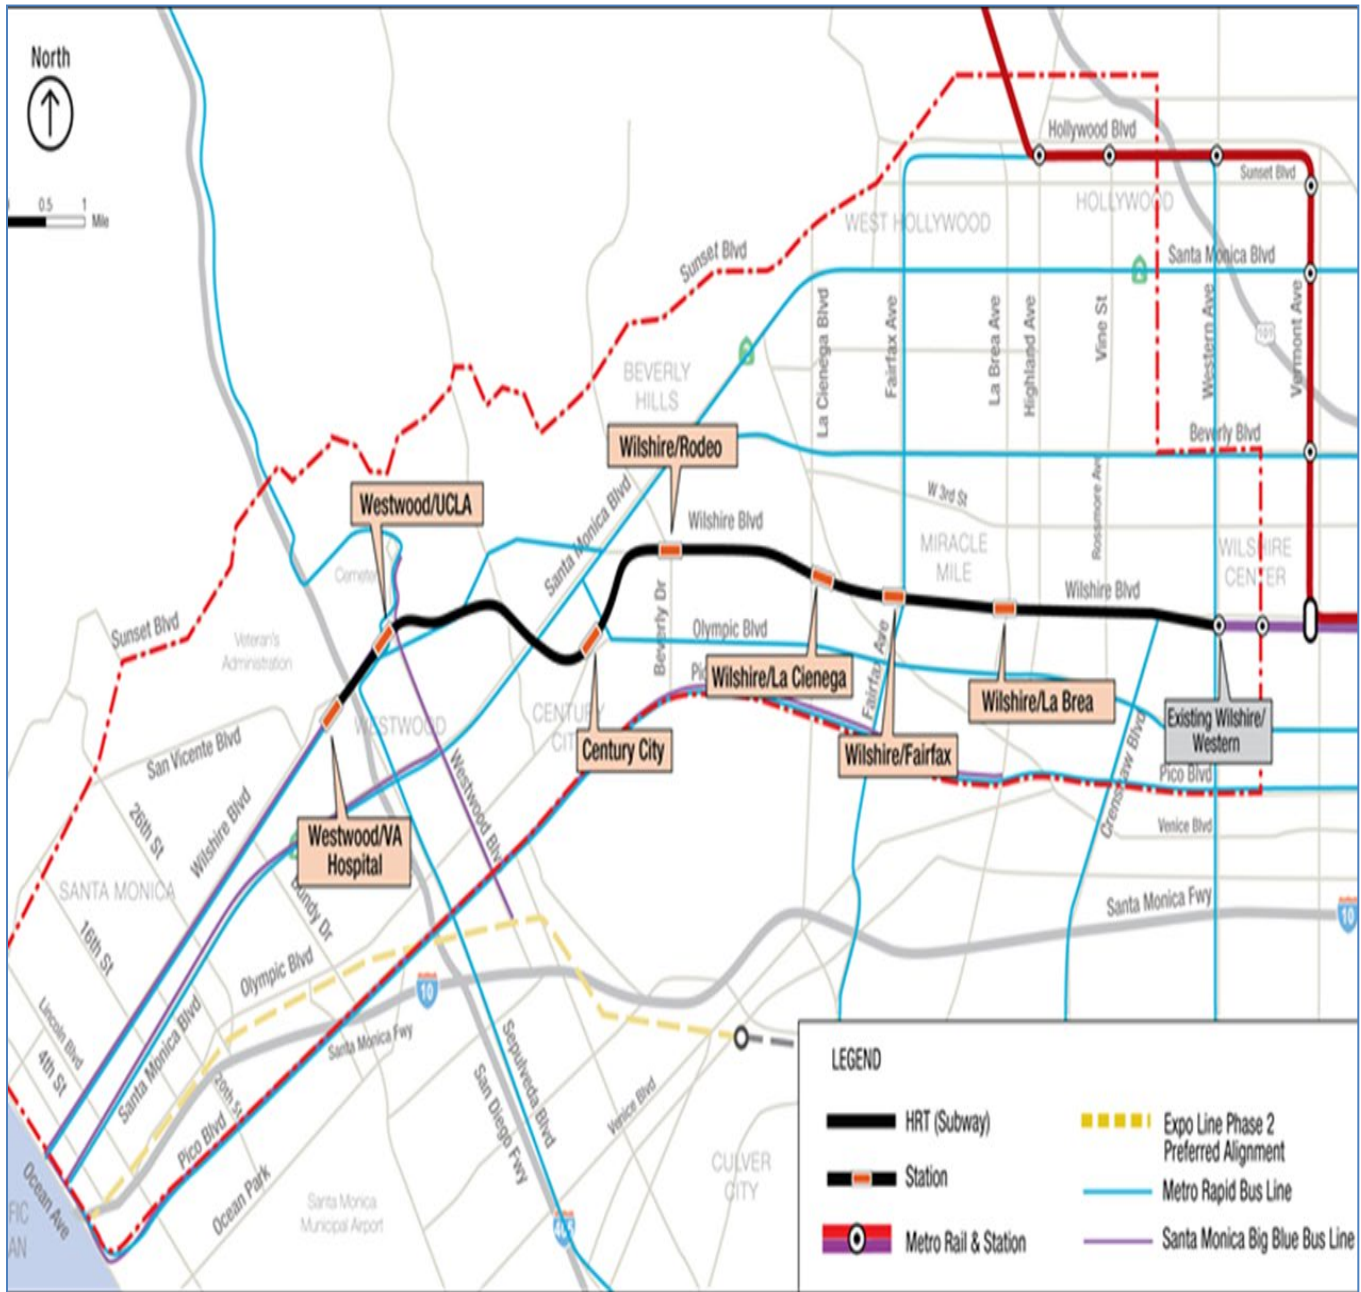 North
0.5 1
Mile
Hollywood Blvd
Sunset Blvd
HOLLYWOOD
WEST HOLLYWOOD
Santa Monica Blvd
Sunset Blvd
La Cienega Blvd
Fairfax Ave
La Brea Ave
Highland Ave
Vine St
Western Ave
Vermont Ave
101
BEVERLY
HILLS
Beverly Blvd
Wilshire/Rodeo
Westwood/UCLA
Santa Monica Blvd
Wilshire Blvd
W 3rd St
Rossmore Ave
MIRACLE
MILE
WILSHIRE
CENTER
Wilshire Blvd
Sunset Blvd
Veteran's
Administration
Beverly Dr
Olympic Blvd
Wilshire/La Cienega
Fairfax Ave
Wilshire/La Brea
Existing Wilshire/
Western
WESTWOOD
CENTURY
Century City
Wilshire/Fairfax
Crenshaw Blvd
Pico Blvd
Venice Blvd
San Vicente Blvd
26th St
Wilshire Blvd
Westwood/VA
Hospital
SANTA MONICA
Bundy Dr
16th St
Olympic Blvd
Santa Monica Fwy
10
10
Lincoln Blvd
4th St
Santa Monica Blvd
20th St
Santa Monica Fwy
Pico Blvd
Ocean Ave
Ocean Park
Santa Monica
Municipal Airport
San Diego Fwy
Sepulveda Blvd
Venice Blvd
CULVER
CITY
405
FIC
AN
LEGEND
HRT (Subway)
Station
Metro Rail & Station
Expo Line Phase 2
Preferred Alignment
Metro Rapid Bus Line
Santa Monica Big Blue Bus Line